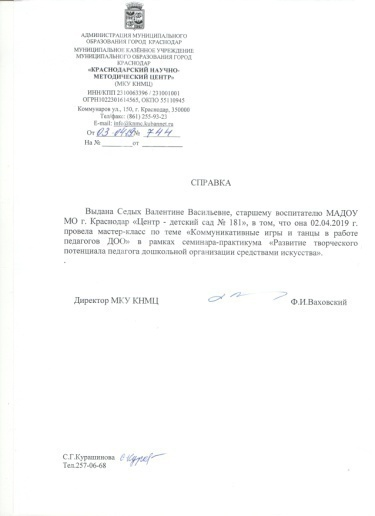 АДМИНИСТРАЦИЯ МУНИЦИПАЛЬНОГО
ОБРАЗОВАНИЯ ГОРОД КРАСНОДАР
МУНИЦИПАЛЬНОЕ КАЗЁННОЕ УЧРЕЖДЕНИЕ
МУНИЦИПАЛЬНОГО ОБРАЗОВАНИЯ ГОРОД
КРАСНОДАР
«КРАСНОДАРСКИЙ НАУЧНО-
МЕТОДИЧЕСКИЙ ЦЕНТР»
(МКУ КНМЦ)
ИНН/КПП 2310063396 / 231001001
ОГРН1022301614565, ОКПО 55110945
Коммунаров ул., 150, г. Краснодар, 350000
Тел/факс: (861) 255-93-23
E-mail: info@knmc.kubannet.ru
От 03.04.19 № 744
На № от
СПРАВКА
Выдана Седых Валентине Васильевне, старшему воспитателю МАДОУ
МО г. Краснодар «Центр - детский сад № 181», в том, что она 02.04.2019 г.
провела мастер-класс по теме «Коммуникативные игры и танцы в работе
педагогов ДОО» в рамках семинара-практикума «Развитие творческого
потенциала педагога дошкольной организации средствами искусства».
Директор МКУ КНМЦ Ф.И.Ваховский
С.Г.Курашинова
Тел.257-06-68